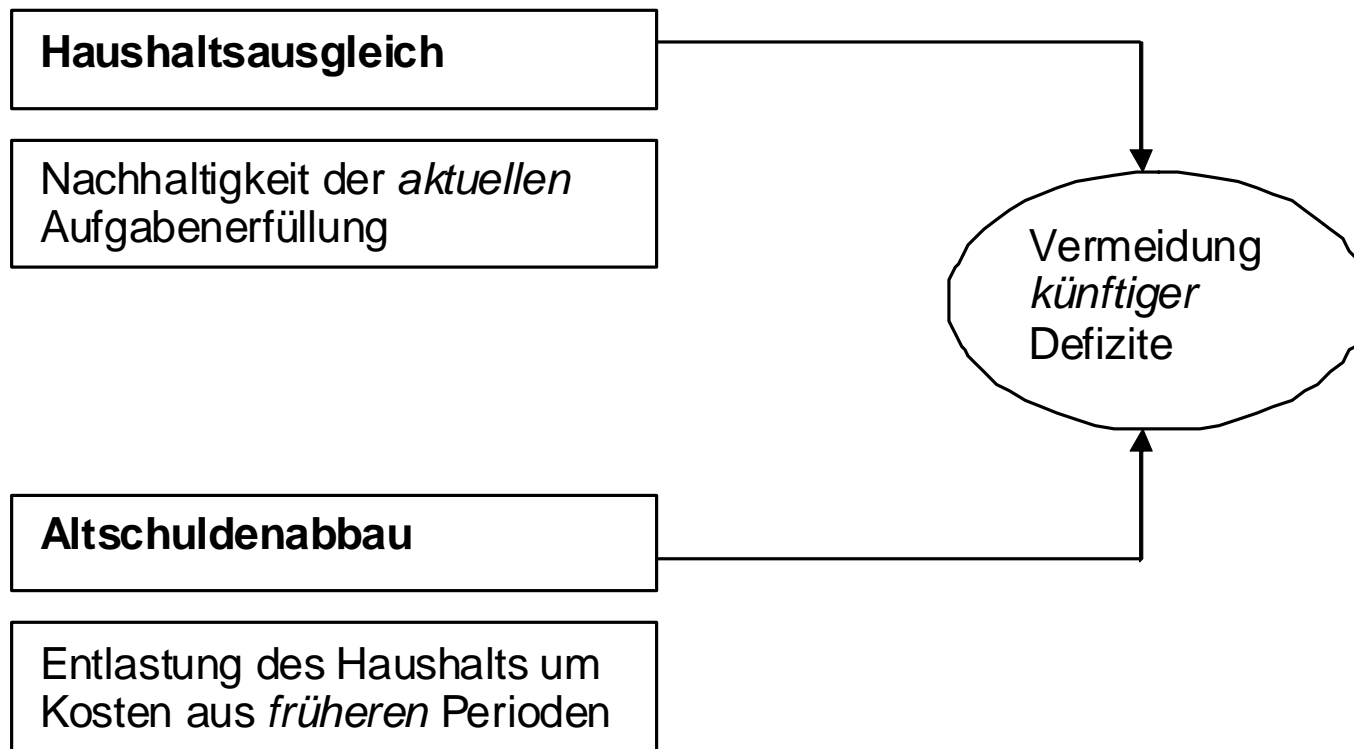 Haushaltsausgleich
Nachhaltigkeit der aktuellen
Aufgabenerfüllung
Vermeidung
künftiger
Defizite
Altschuldenabbau
Entlastung des Haushalts um
Kosten aus früheren Perioden